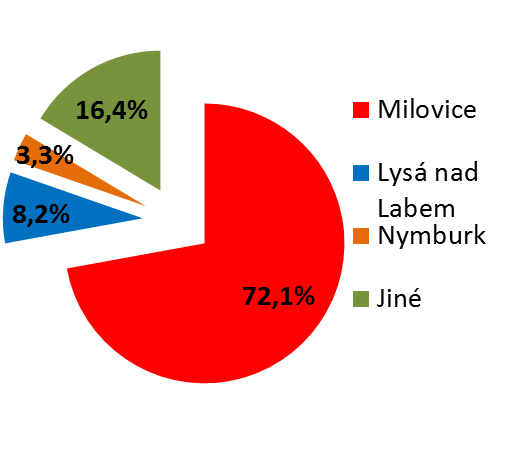 16,4%
3,3%
8,2%
72,1%
Milovice
Lysá nad
Labem
Nymburk
Jiné